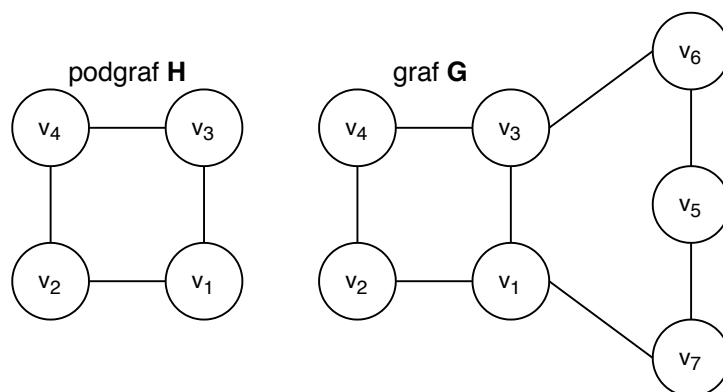 podgraf H
graf G
v₄
v₃
v₂
v₁
v₄
v₃
v₂
v₁
v₆
v₅
v₇